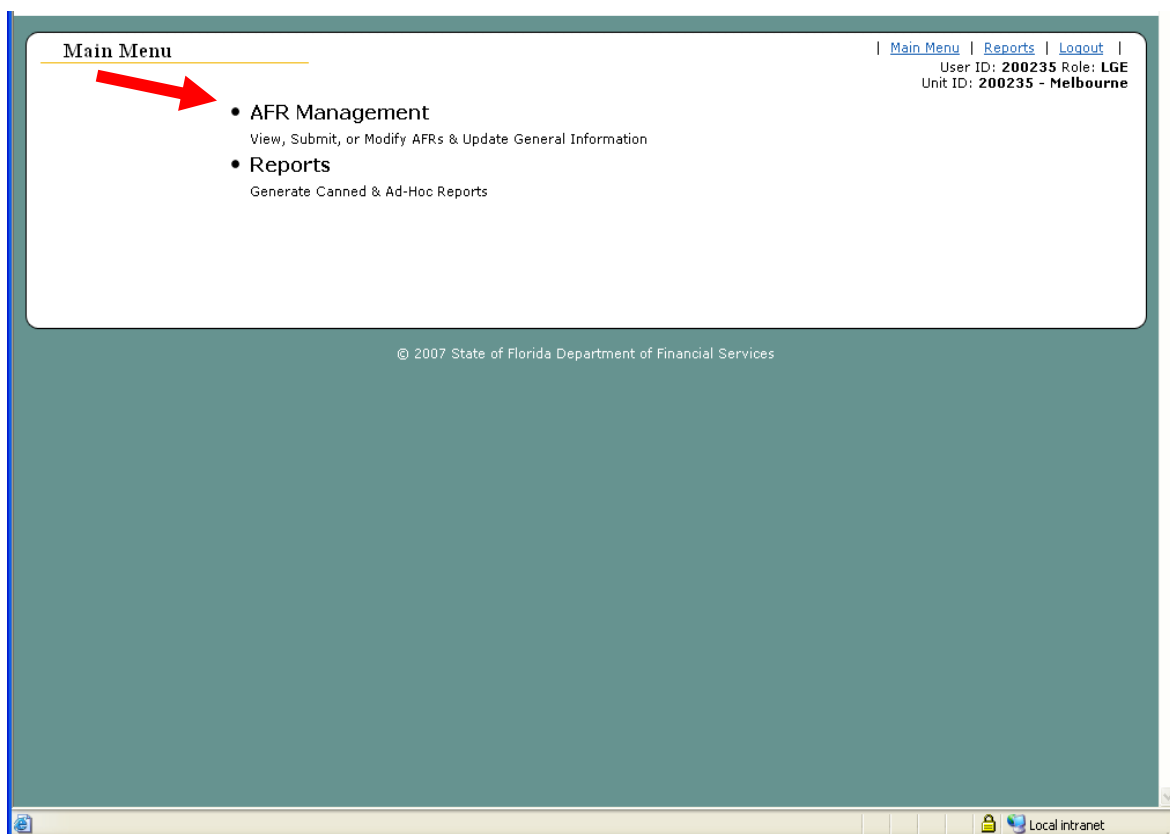 Main Menu
| Main Menu | Reports | Logout |
User ID: 200235 Role: LGE
Unit ID: 200235 - Melbourne
• AFR Management
View, Submit, or Modify AFRs & Update General Information
• Reports
Generate Canned & Ad-Hoc Reports
© 2007 State of Florida Department of Financial Services
Local intranet